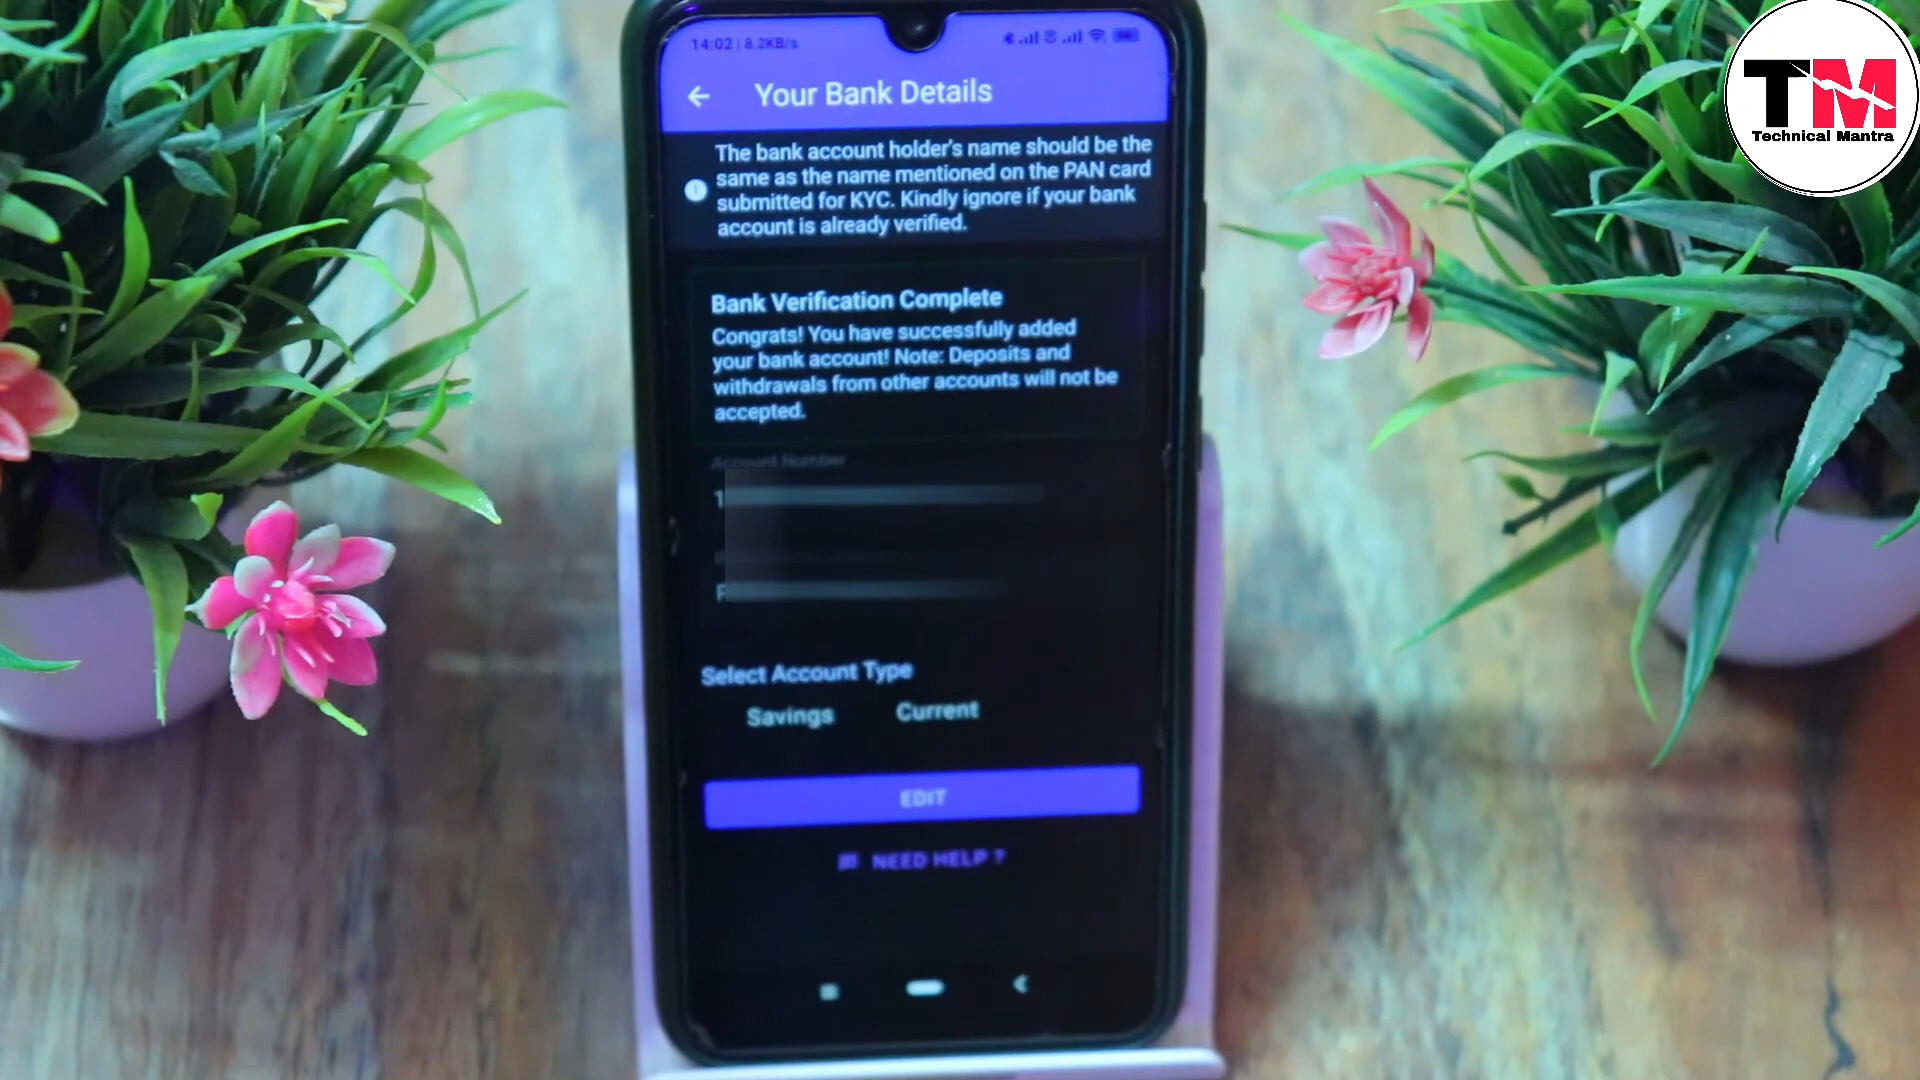 14:02 | 8.2KB/s
Your Bank Details
The bank account holder's name should be the
same as the name mentioned on the PAN card
submitted for KYC. Kindly ignore if your bank
account is already verified.
Bank Verification Complete
Congrats! You have successfully added
your bank account! Note: Deposits and
withdrawals from other accounts will not be
accepted.
Account Number
Select Account Type
Savings Current
EDIT
NEED HELP ?
TM
Technical Mantra